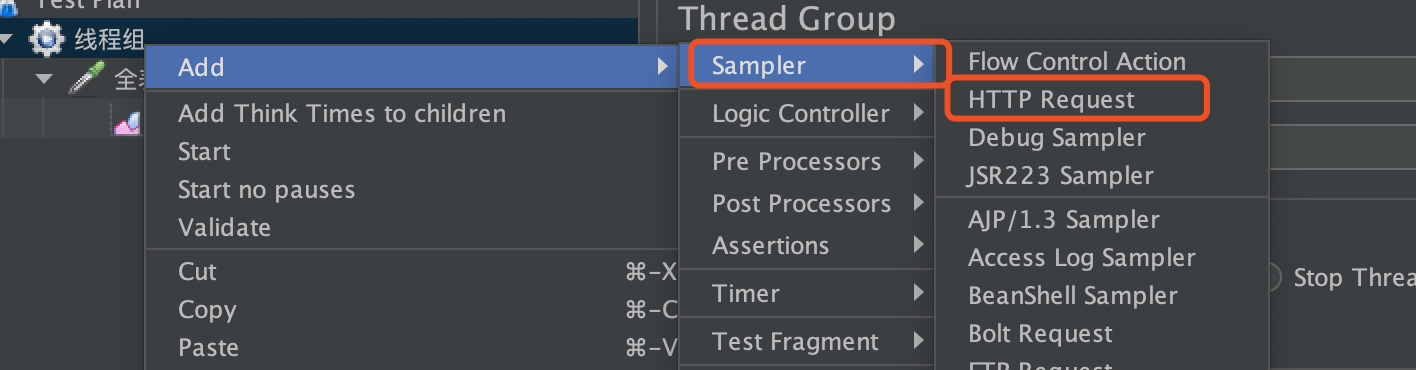 Test Plan
Thread Group
线程组
全
Add
Add Think Times to children
Start
Start no pauses
Validate
Cut ⌘-X
Copy ⌘-C
Paste ⌘-V
Sampler
Logic Controller
Pre Processors
Post Processors
Assertions
Timer
Test Fragment
Flow Control Action
HTTP Request
Debug Sampler
JSR223 Sampler
AJP/1.3 Sampler
Access Log Sampler
BeanShell Sampler
Bolt Request
FTP Request
Stop Threa